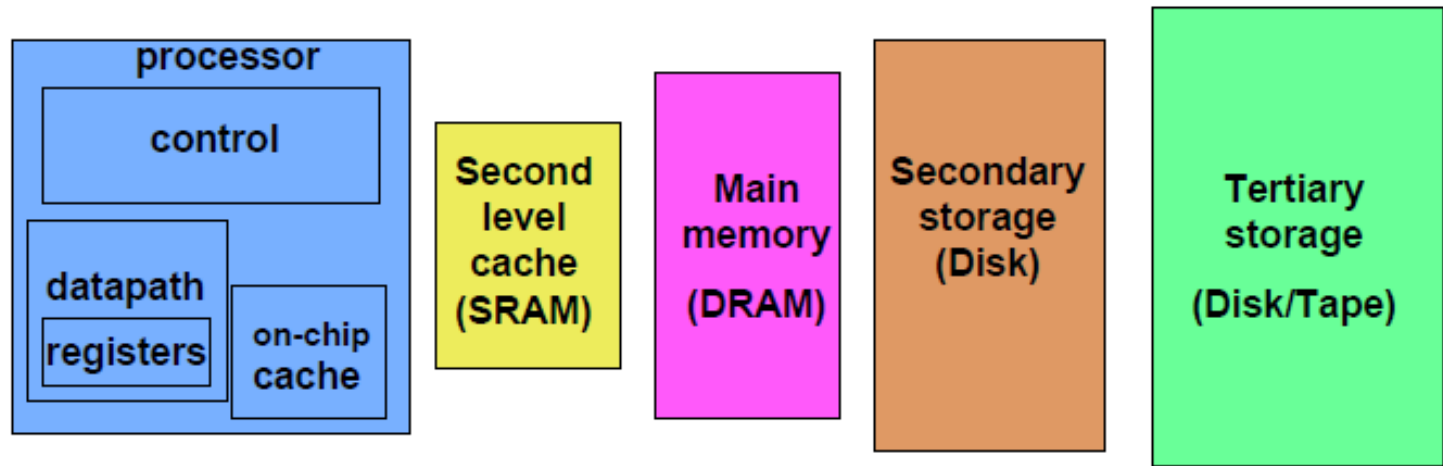 processor
control
datapath
registers
on-chip
cache
Second
level
cache
(SRAM)
Main
memory
(DRAM)
Secondary
storage
(Disk)
Tertiary
storage
(Disk/Tape)